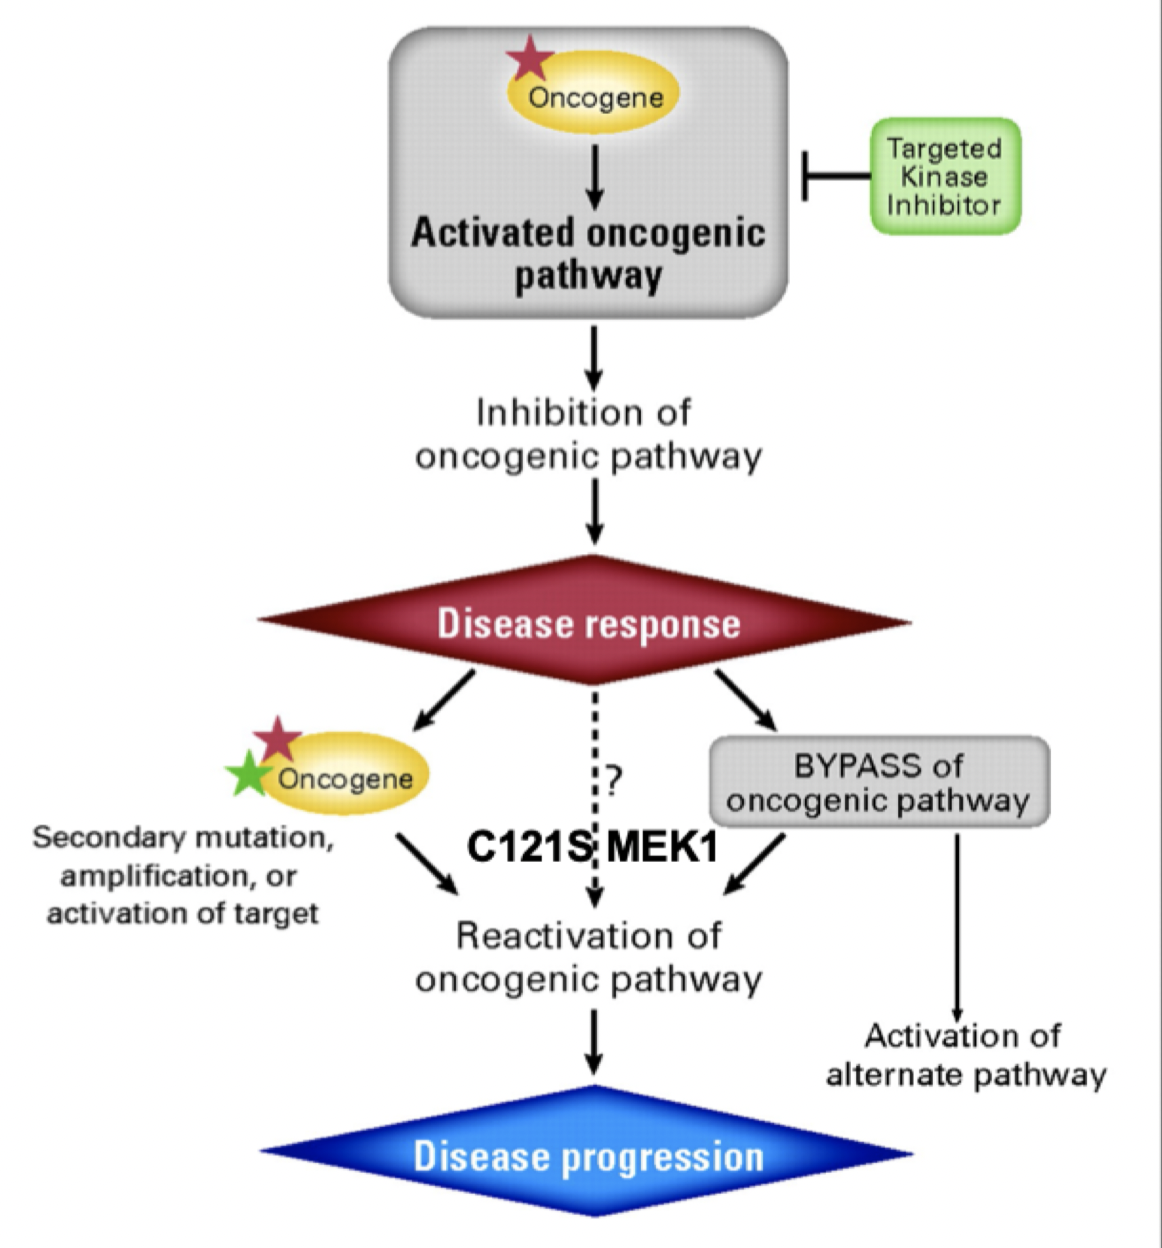 Oncogene
Activated oncogenic
pathway
Targeted
Kinase
Inhibitor
Inhibition of
oncogenic pathway
Disease response
Oncogene
Secondary mutation,
amplification, or
activation of target
?
C121S MEK1
BYPASS of
oncogenic pathway
Reactivation of
oncogenic pathway
Activation of
alternate pathway
Disease progression